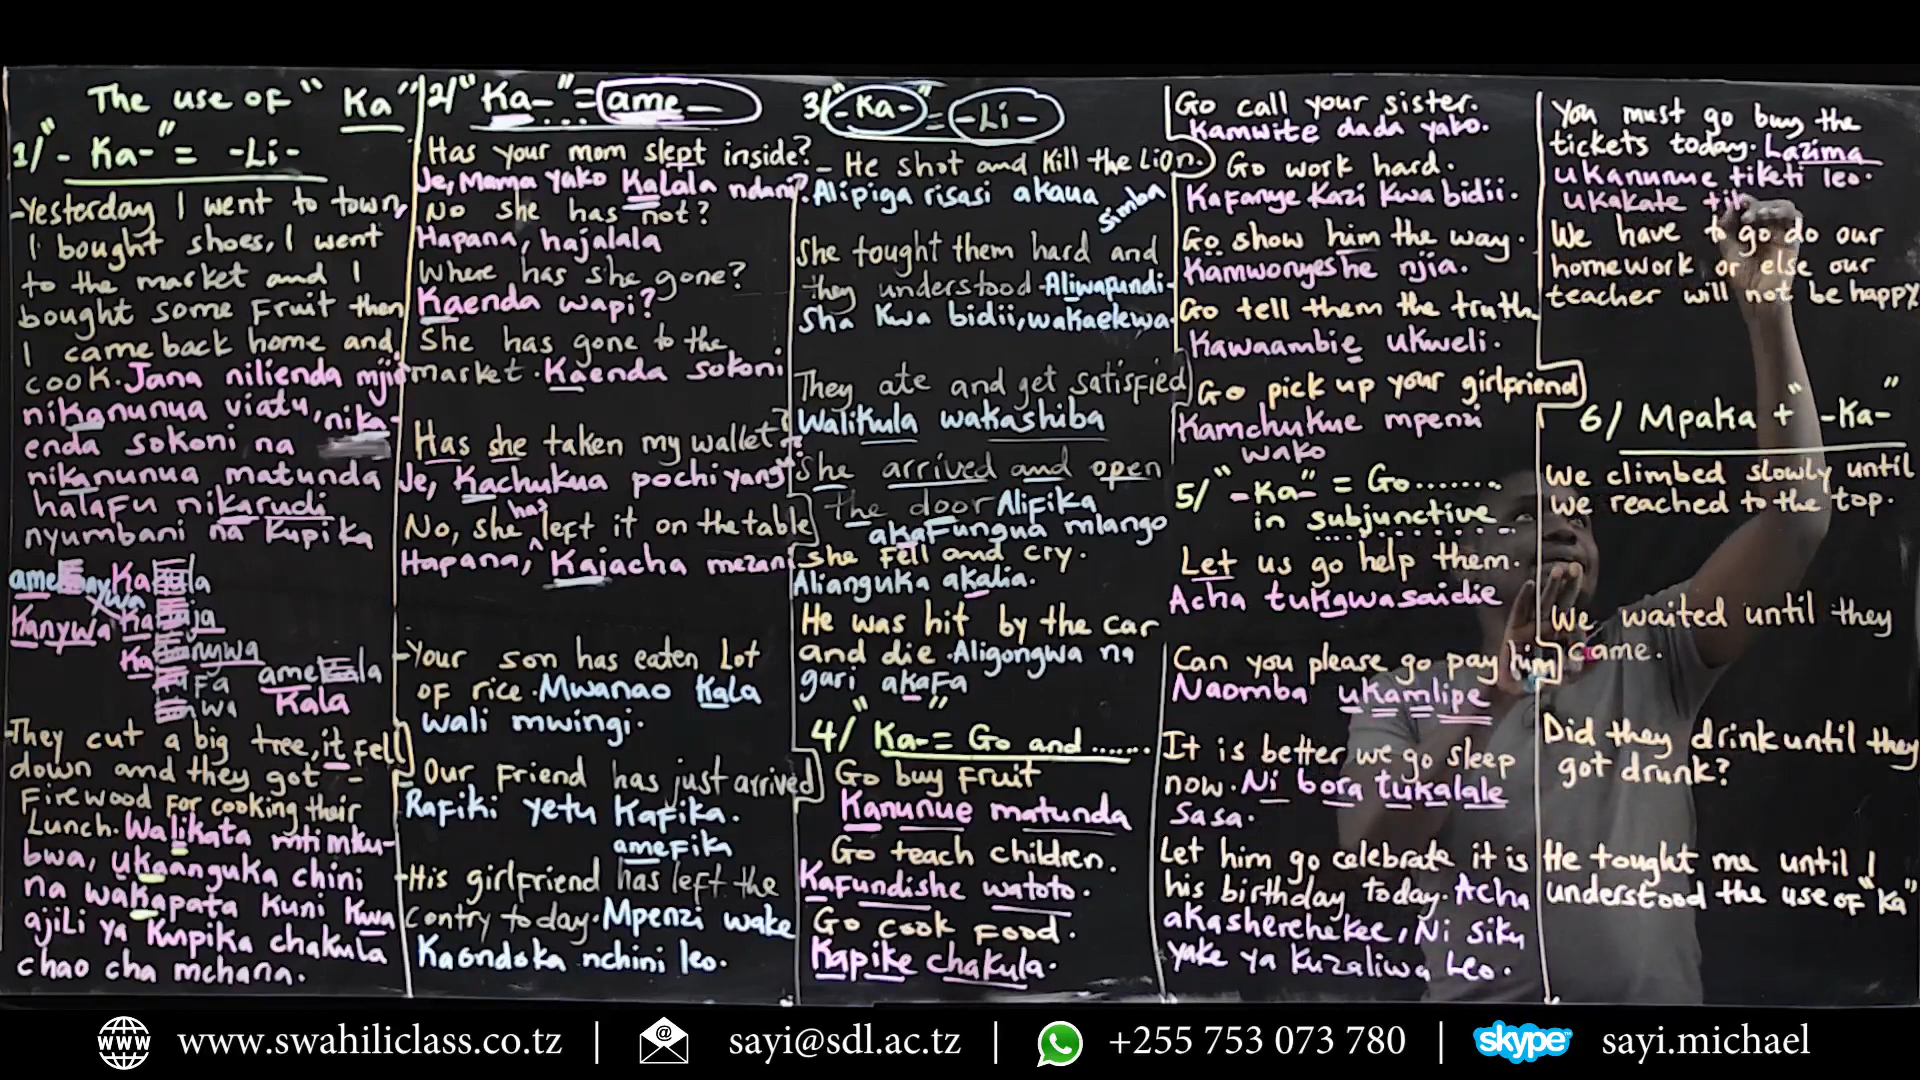 The use of "Ka"
1/ "-Ka-" = -Li-
-Yesterday I went to town,
I bought shoes, I went
to the market and I
bought some Fruit then
I came back home and
cook. Jana nilienda mjini
nikanunua viatu, nika-
enda sokoni na
nikanunua matunda
halafu nikarudi
nyumbani na Kupika
Kanywa
amela
Kala
-They cut a big tree, it fell
down and they got -
Firewood for cooking their
Lunch. Walikata mti mku-
bwa, ukaanguka chini
na wakapata kuni Kwa
ajili ya Kupika chakula
chao cha mchana.
2/ "Ka-" = ame-
Has your mom slept inside?
Je, Mama yako Kalala ndani?
No she has not?
Hapana, hajalala
Where has she gone?
Kaenda wapi?
She has gone to the
market. Kaenda sokoni
Has she taken my wallet?
Je, Kachukua pochi yangu?
No, she has left it on the table
Hapana, Kaiacha mezani
-Your son has eaten Lot
of rice. Mwanao Kala
wali mwingi.
-Our Friend has just arrived
Rafiki yetu Kafika.
amefika
-His girlfriend has left the
contry today. Mpenzi wake
Kaondoka nchini leo.
3/ "-Ka-" = -Li-
- He shot and Kill the Lion.
Alipiga risasi akaua
Simba
She tought them hard and
they understood. Aliwafundi-
sha Kwa bidii, wakaelewa.
They ate and get satisfied
Walikula wakashiba
She arrived and open
the door Alifika
akafungua mlango
She Fell and cry.
Alianguka akalia.
He was hit by the car
and die. Aligongwa na
gari akafa
4/ "Ka- = Go and ......."
Go buy Fruit
Kanunue matunda
Go teach children.
Kafundishe watoto.
Go cook Food.
Kapike chakula.
Go call your sister.
Kamwite dada yako.
Go work hard.
Kafanye Kazi Kwa bidii.
Go show him the way.
Kamwonyeshe njia.
Go tell them the truth.
Kawaambie ukweli.
Go pick up your girlfriend
Kamchukue mpenzi
wako
5/ "-Ka-" = Go........
in subjunctive
Let us go help them.
Acha tukawasaidie
Can you please go pay him
Naomba ukamlipe
It is better we go sleep
now. Ni bora tukalale
Sasa.
Let him go celebrate it is
his birthday today. Acha
akasherehekee, Ni siku
yake ya Kuzaliwa Leo.
You must go buy the
tickets today. Lazima
ukanunue tiketi leo.
ukakate
We have to go do our
homework or else our
teacher will not be happy
6/ Mpaka + "-Ka-"
We climbed slowly until
we reached to the top.
We waited until they
came.
Did they drink until they
got drunk?
He tought me until I
understood the use of "Ka"
www.swahiliclass.co.tz | sayi@sdl.ac.tz | +255 753 073 780 | skype sayi.michael